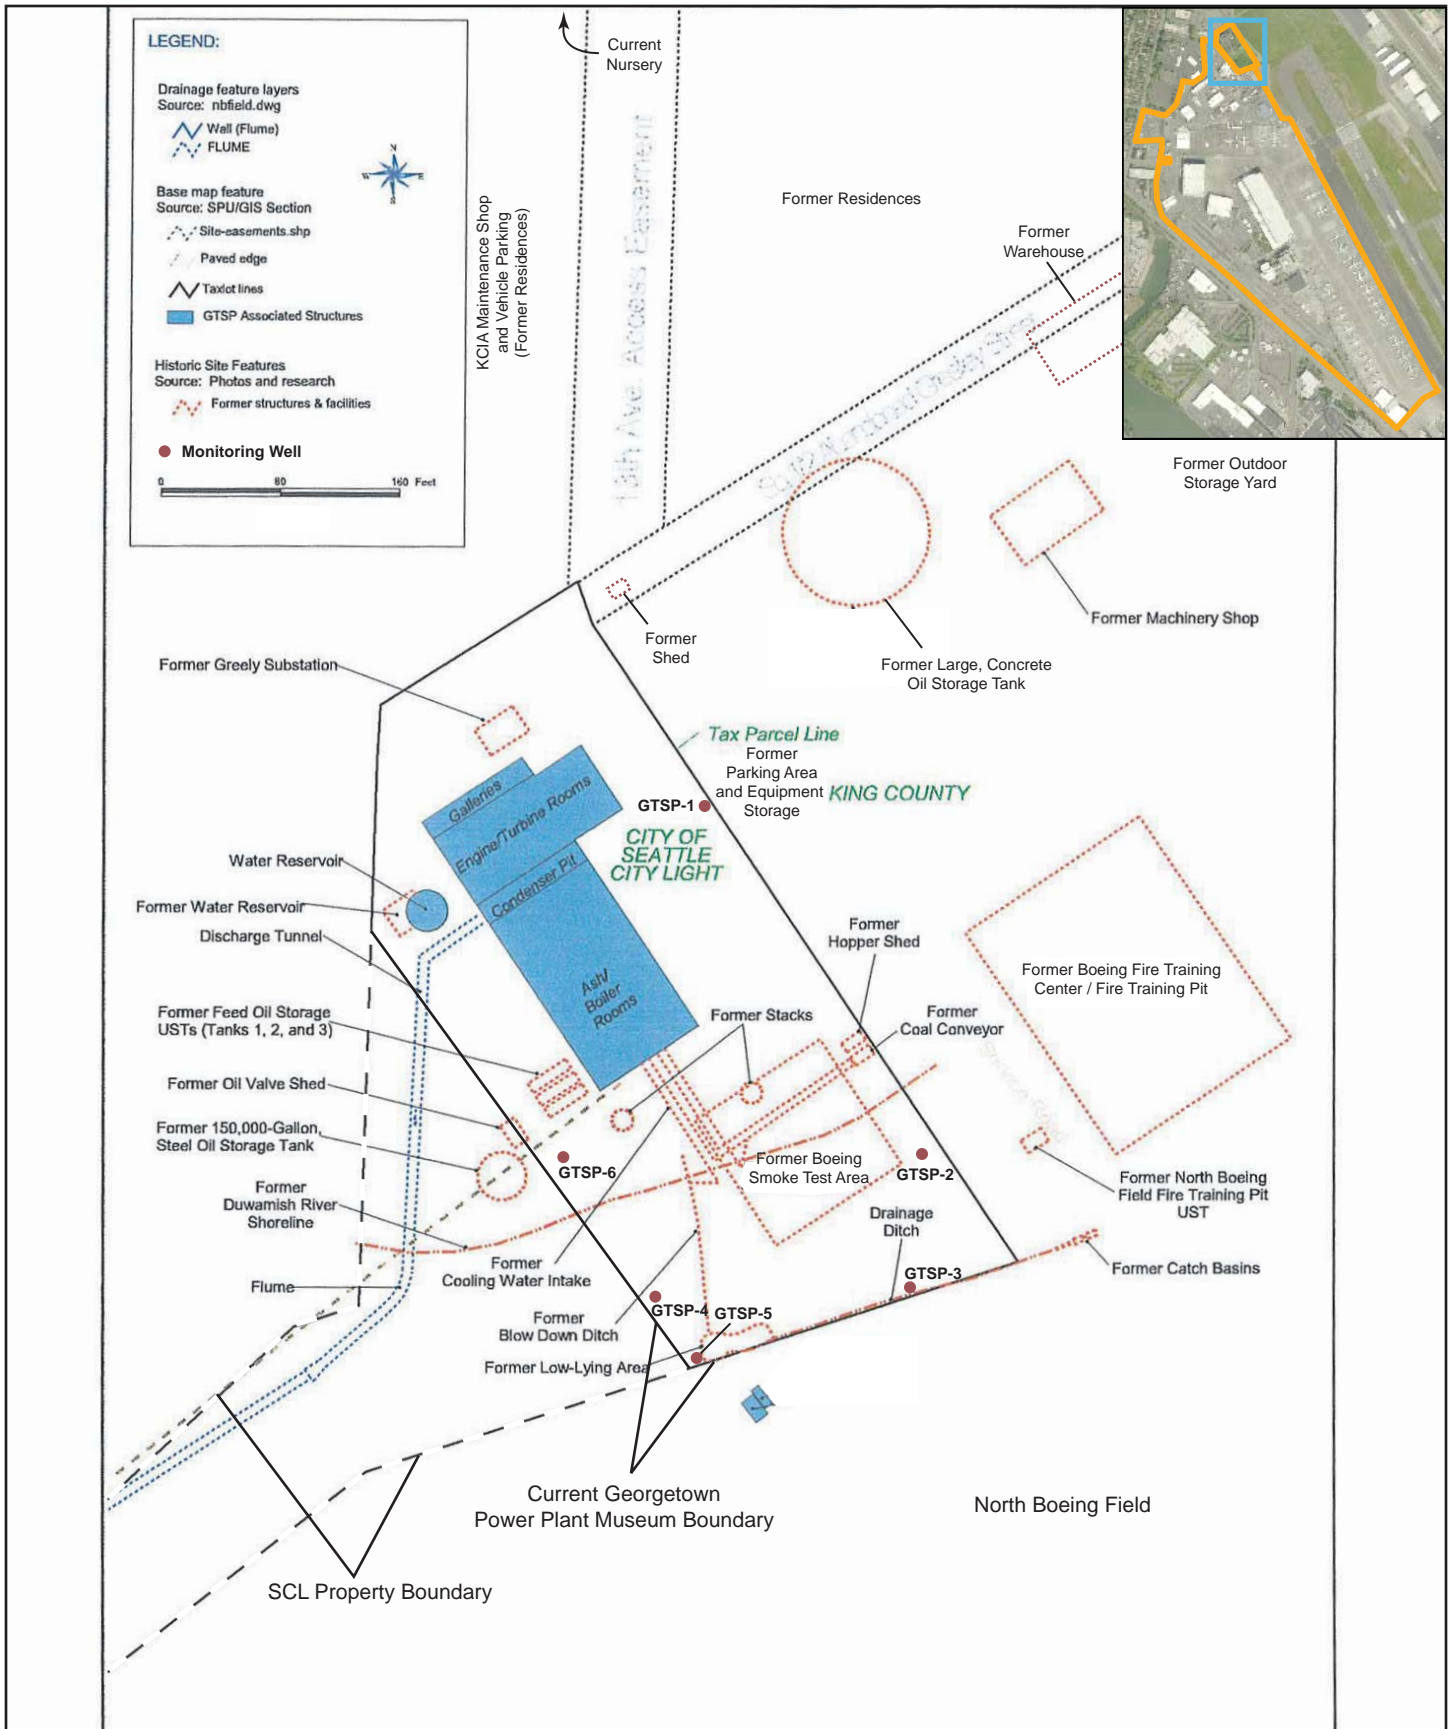 LEGEND:
Drainage feature layers
Source: nbfield.dwg
Wall (Flume)
FLUME
N
W
E
S
Base map feature
Source: SPU/GIS Section
Site-easements.shp
Paved edge
Taxlot lines
GTSP Associated Structures
Historic Site Features
Source: Photos and research
Former structures & facilities
Monitoring Well
0 80 160 Feet
Current
Nursery
KCIA Maintenance Shop
and Vehicle Parking
(Former Residences)
13th Ave. Access Easement
Former Residences
Former
Warehouse
Greeley Street
Former Outdoor
Storage Yard
Former Machinery Shop
Former
Shed
Former Large, Concrete
Oil Storage Tank
Former Greely Substation
Tax Parcel Line
Former
Parking Area
and Equipment
Storage
KING COUNTY
GTSP-1
CITY OF
SEATTLE
CITY LIGHT
Galleries
Engine/Turbine Rooms
Condenser Pit
Ash/
Boiler
Rooms
Water Reservoir
Former Water Reservoir
Discharge Tunnel
Former
Hopper Shed
Former Boeing Fire Training
Center / Fire Training Pit
Former Feed Oil Storage
USTs (Tanks 1, 2, and 3)
Former Stacks
Former
Coal Conveyor
Former Oil Valve Shed
Former 150,000-Gallon,
Steel Oil Storage Tank
GTSP-6
Former Boeing
Smoke Test Area
GTSP-2
Former North Boeing
Field Fire Training Pit
UST
Former
Duwamish River
Shoreline
Drainage
Ditch
Former
Cooling Water Intake
Flume
GTSP-3
Former Catch Basins
GTSP-4
GTSP-5
Former
Blow Down Ditch
Former Low-Lying Area
Current Georgetown
Power Plant Museum Boundary
North Boeing Field
SCL Property Boundary